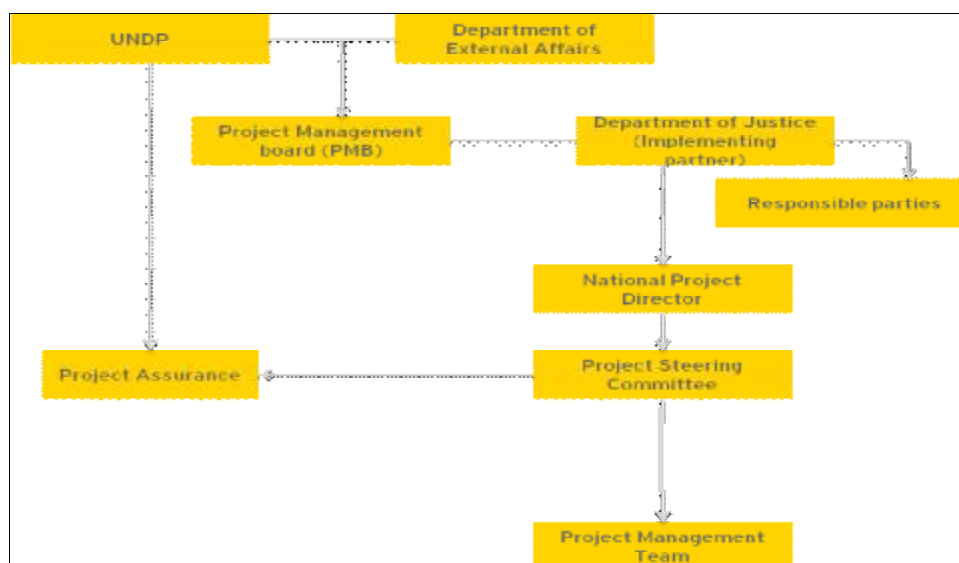 UNDP
Department of
External Affairs
Project Management
board (PMB)
Department of Justice
(Implementing
partner)
Responsible parties
National Project
Director
Project Assurance
Project Steering
Committee
Project Management
Team